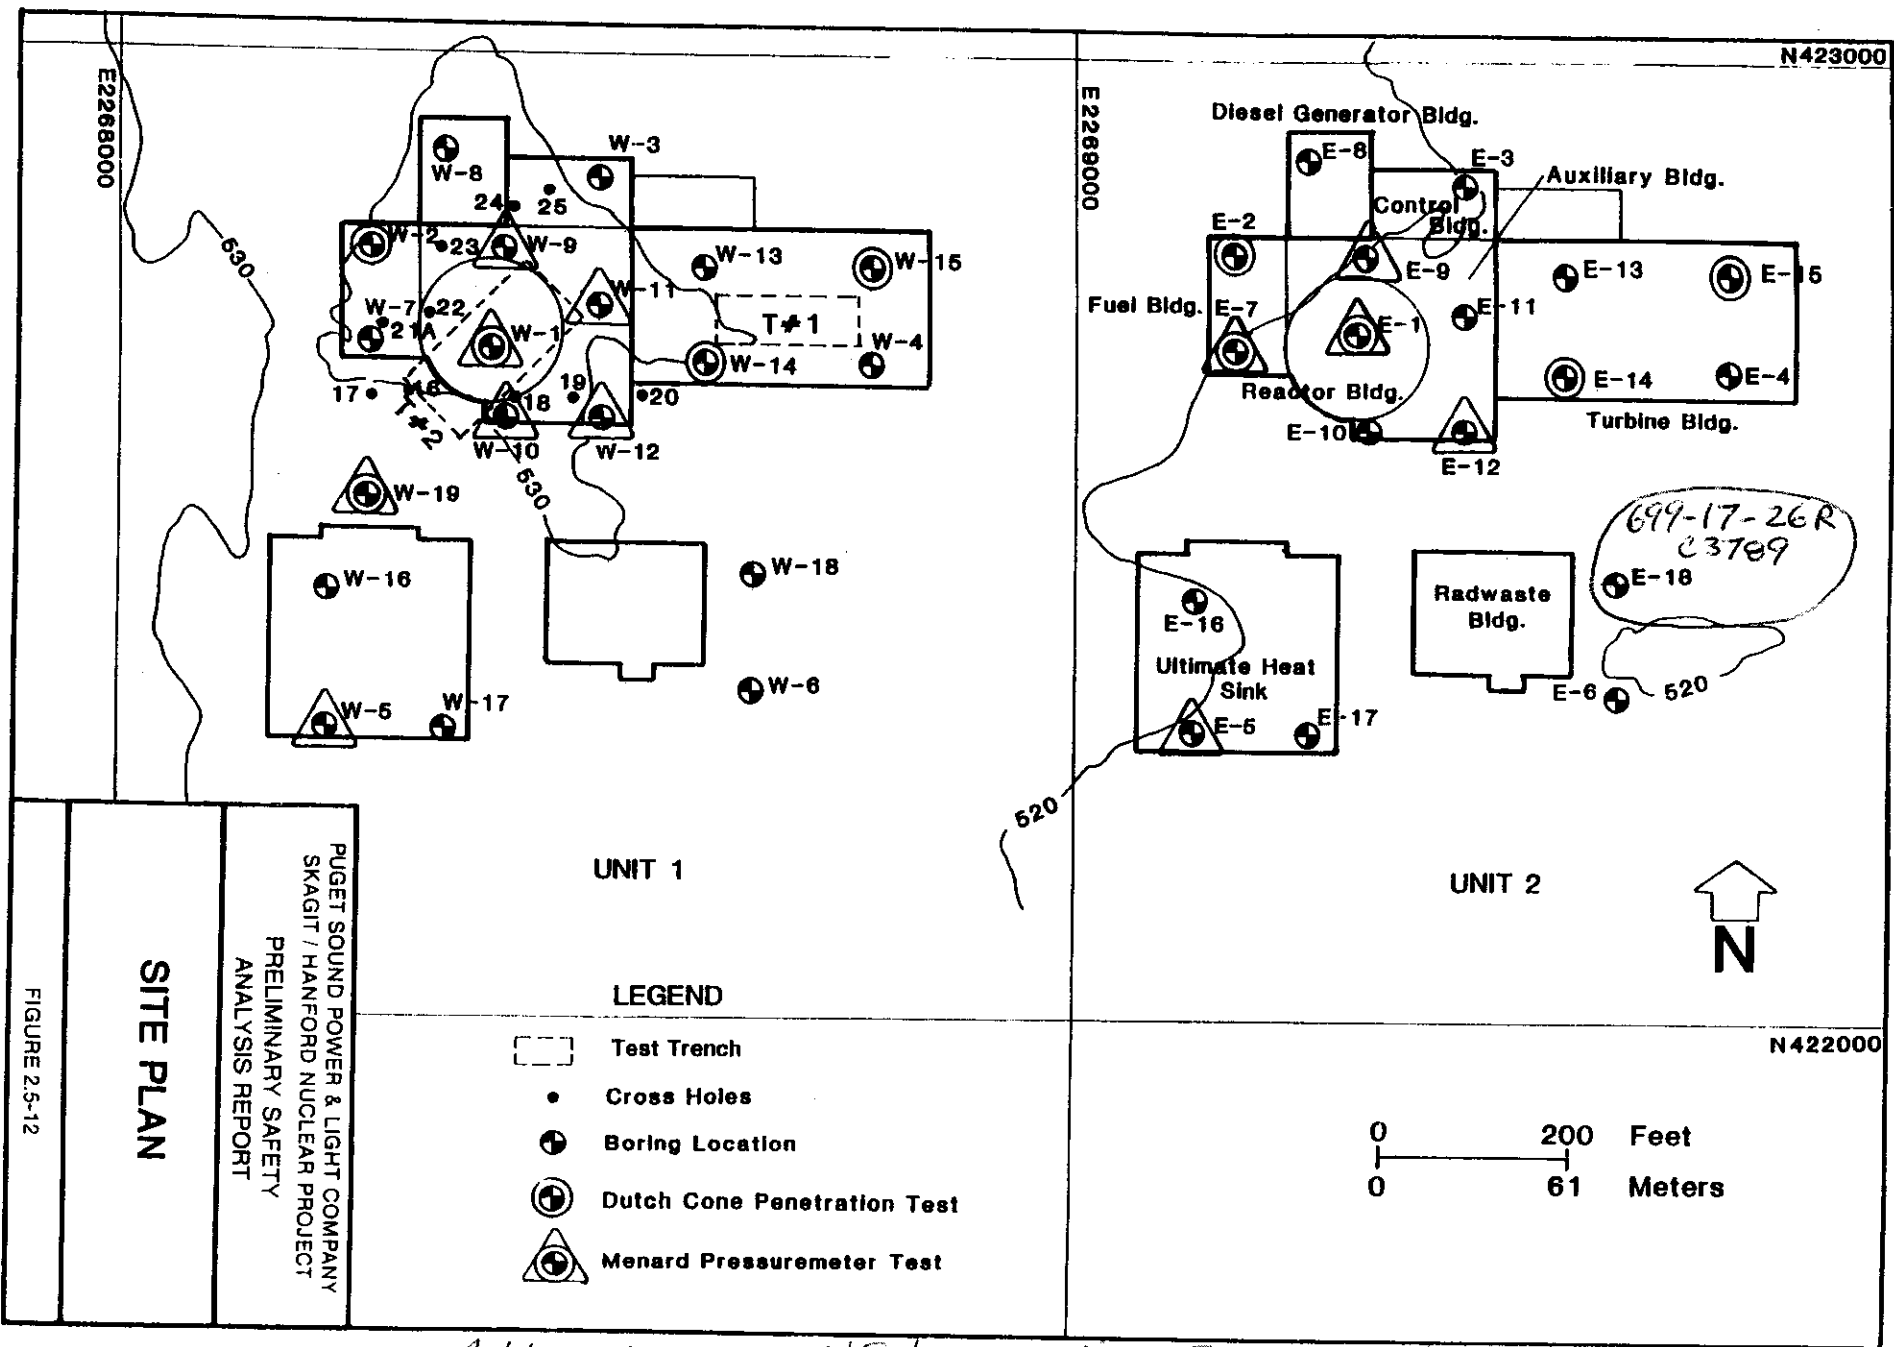 N423000
E2268000
E2269000
Diesel Generator Bldg.
W-3
W-8
E-8
E-3
Auxiliary Bldg.
24
25
Control
Bldg.
W-2
23
W-9
E-2
E-9
W-13
W-15
E-13
E-15
530
W-7
22
W-11
Fuel Bldg.
E-7
E-11
21A
W-1
T#1
E-1
W-14
W-4
E-14
E-4
17
16
18
19
20
Reactor Bldg.
Turbine Bldg.
T#2
W-10
W-12
E-10
E-12
W-19
530
699-17-26R
C3789
W-16
W-18
E-16
E-18
Radwaste
Bldg.
Ultimate Heat
Sink
W-6
E-6
520
W-5
W-17
E-5
E-17
520
UNIT 1
UNIT 2
N
LEGEND
Test Trench
Cross Holes
Boring Location
Dutch Cone Penetration Test
Menard Pressuremeter Test
N422000
0 200 Feet
0 61 Meters
PUGET SOUND POWER & LIGHT COMPANY
SKAGIT / HANFORD NUCLEAR PROJECT
PRELIMINARY SAFETY
ANALYSIS REPORT
SITE PLAN
FIGURE 2.5-12